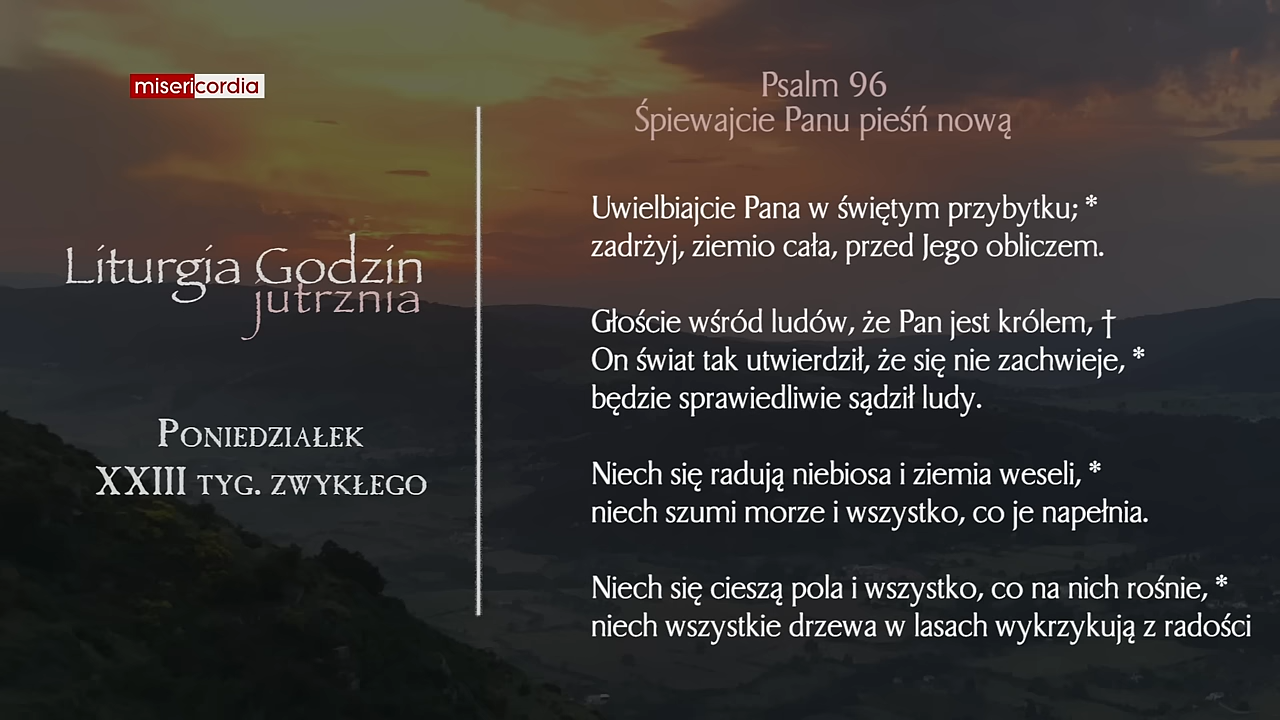 misericordia
Liturgia Godzin
jutrznia
Poniedziałek
XXIII tyg. zwykłego
Psalm 96
Śpiewajcie Panu pieśń nową
Uwielbiajcie Pana w świętym przybytku; *
zadrżyj, ziemio cała, przed Jego obliczem.
Głoście wśród ludów, że Pan jest królem, †
On świat tak utwierdził, że się nie zachwieje, *
będzie sprawiedliwie sądził ludy.
Niech się radują niebiosa i ziemia weseli, *
niech szumi morze i wszystko, co je napełnia.
Niech się cieszą pola i wszystko, co na nich rośnie, *
niech wszystkie drzewa w lasach wykrzykują z radości